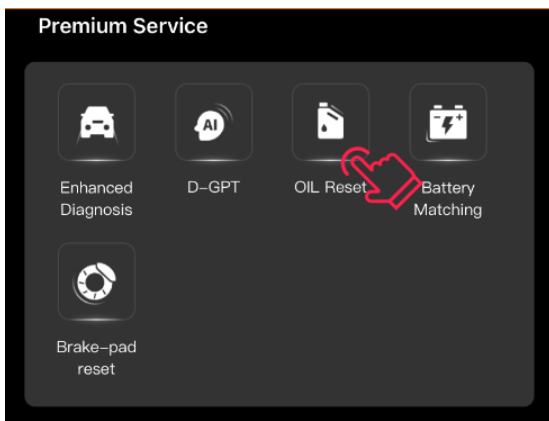 Premium Service
AI
Enhanced
Diagnosis
D-GPT
OIL Reset
Battery
Matching
Brake-pad
reset